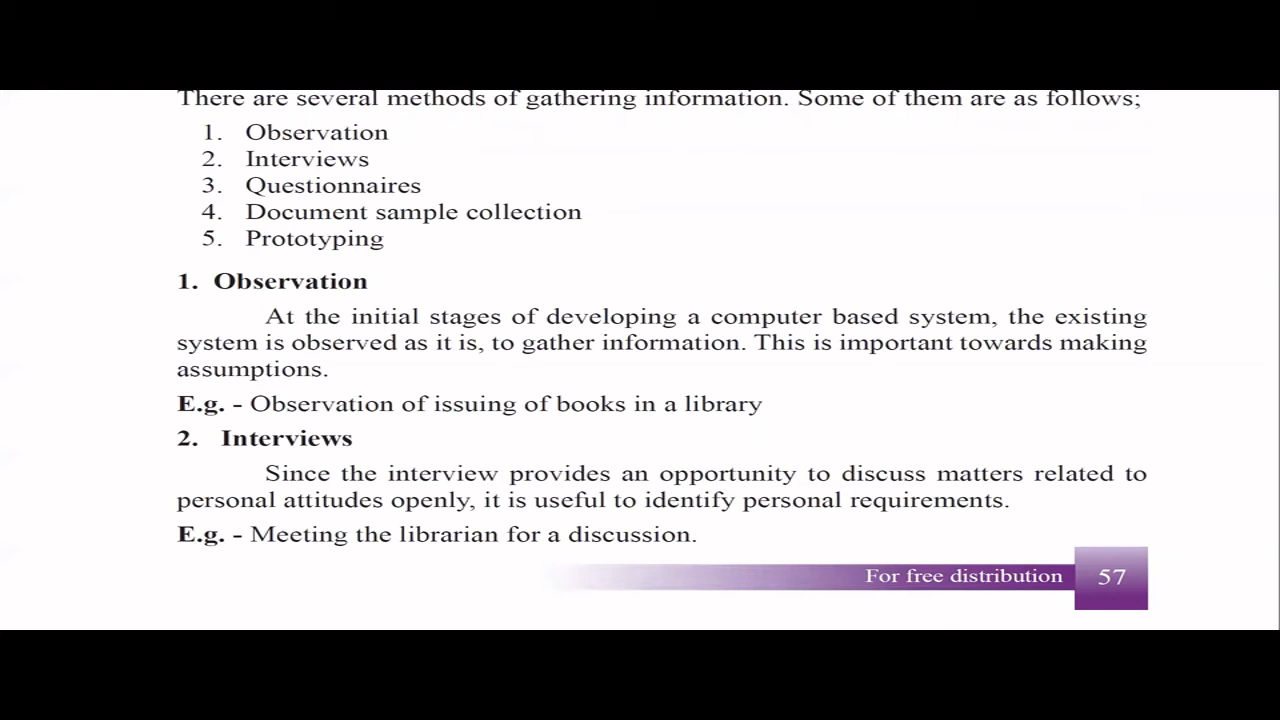 There are several methods of gathering information. Some of them are as follows;
1. Observation
2. Interviews
3. Questionnaires
4. Document sample collection
5. Prototyping
1. Observation
At the initial stages of developing a computer based system, the existing
system is observed as it is, to gather information. This is important towards making
assumptions.
E.g. - Observation of issuing of books in a library
2. Interviews
Since the interview provides an opportunity to discuss matters related to
personal attitudes openly, it is useful to identify personal requirements.
E.g. - Meeting the librarian for a discussion.
For free distribution 57